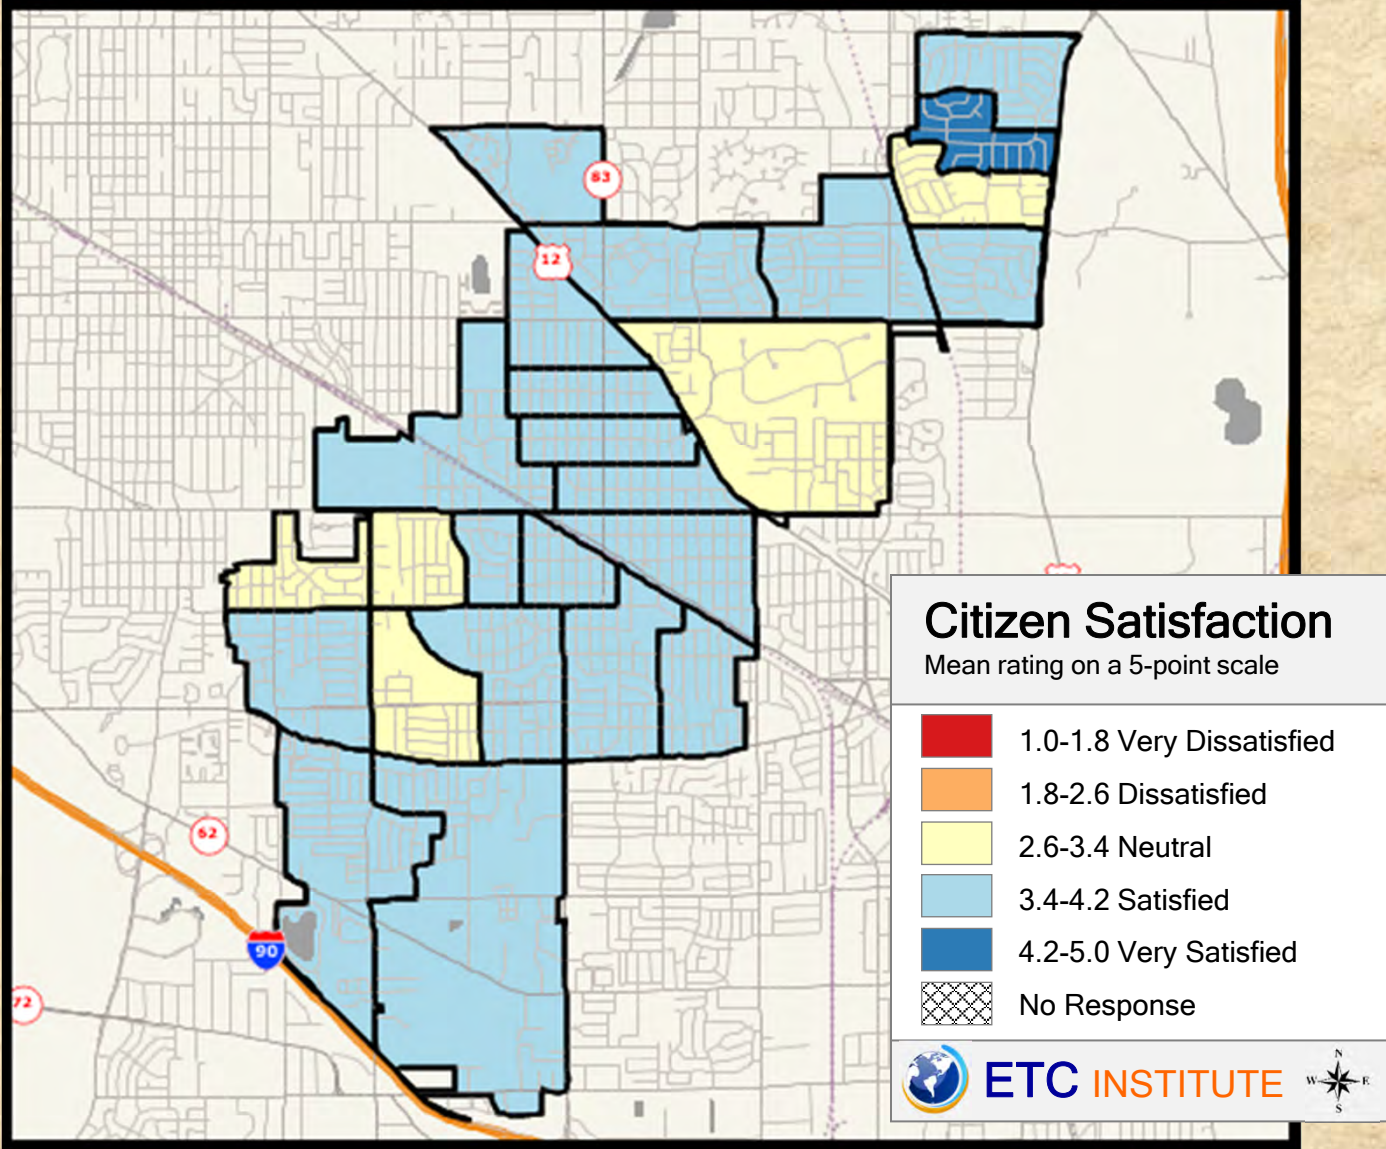 83
12
62
90
72
Citizen Satisfaction
Mean rating on a 5-point scale
1.0-1.8 Very Dissatisfied
1.8-2.6 Dissatisfied
2.6-3.4 Neutral
3.4-4.2 Satisfied
4.2-5.0 Very Satisfied
No Response
ETC INSTITUTE
N
W E
S